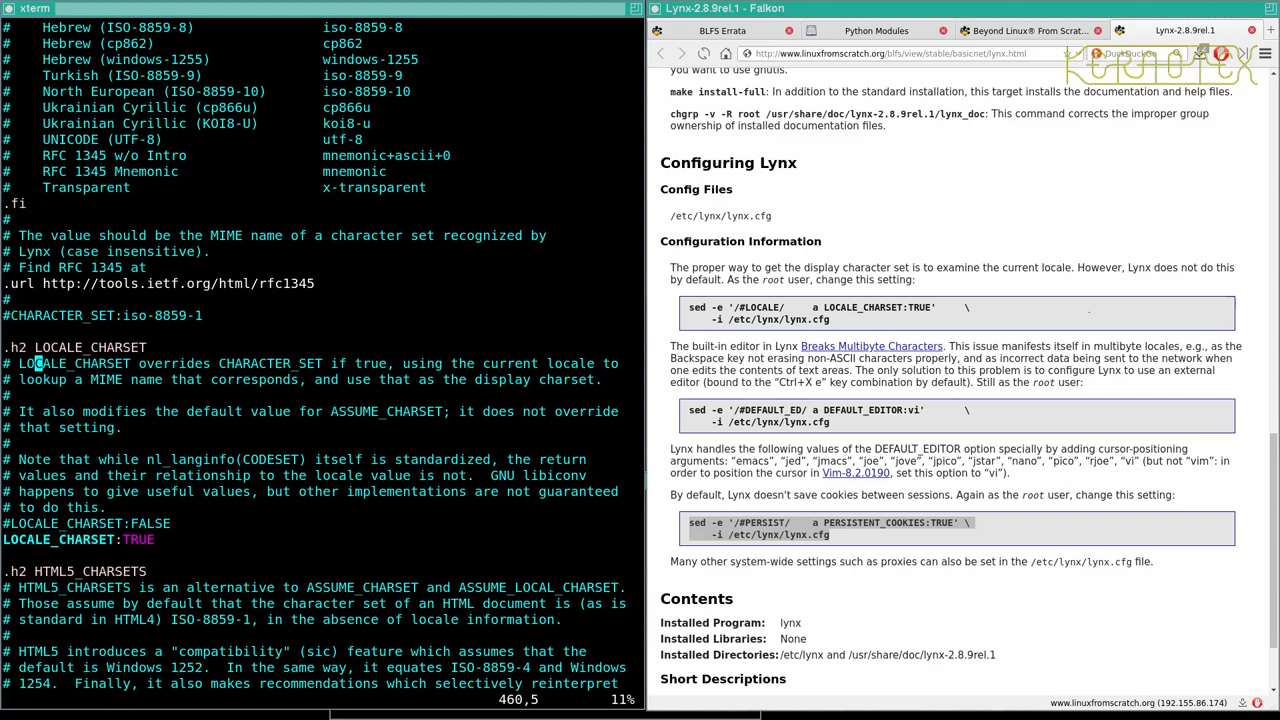 xterm
#    Hebrew (ISO-8859-8)                 iso-8859-8
#    Hebrew (cp862)                      cp862
#    Hebrew (windows-1255)               windows-1255
#    Turkish (ISO-8859-9)                iso-8859-9
#    North European (ISO-8859-10)        iso-8859-10
#    Ukrainian Cyrillic (cp866u)         cp866u
#    Ukrainian Cyrillic (KOI8-U)         koi8-u
#    UNICODE (UTF-8)                     utf-8
#    RFC 1345 w/o Intro                  mnemonic+ascii+0
#    RFC 1345 Mnemonic                   mnemonic
#    Transparent                         x-transparent
.fi
#
# The value should be the MIME name of a character set recognized by
# Lynx (case insensitive).
# Find RFC 1345 at
.url http://tools.ietf.org/html/rfc1345
#
#CHARACTER_SET:iso-8859-1
.h2 LOCALE_CHARSET
# LOCALE_CHARSET overrides CHARACTER_SET if true, using the current locale to
# lookup a MIME name that corresponds, and use that as the display charset.
#
# It also modifies the default value for ASSUME_CHARSET; it does not override
# that setting.
#
# Note that while nl_langinfo(CODESET) itself is standardized, the return
# values and their relationship to the locale value is not.  GNU libiconv
# happens to give useful values, but other implementations are not guaranteed
# to do this.
#LOCALE_CHARSET:FALSE
LOCALE_CHARSET:TRUE
.h2 HTML5_CHARSETS
# HTML5_CHARSETS is an alternative to ASSUME_CHARSET and ASSUME_LOCAL_CHARSET.
# Those assume by default that the character set of an HTML document is (as is
# standard in HTML4) ISO-8859-1, in the absence of locale information.
#
# HTML5 introduces a "compatibility" (sic) feature which assumes that the
# default is Windows 1252.  In the same way, it equates ISO-8859-4 and Windows
# 1254.  Finally, it also makes recommendations which selectively reinterpret
460,5          11%
Lynx-2.8.9rel.1 - Falkon
BLFS Errata
Python Modules
Beyond Linux® From Scrat...
Lynx-2.8.9rel.1
http://www.linuxfromscratch.org/blfs/view/stable/basicnet/lynx.html
DuckDuckGo
KERNOTEX
you want to use gnutls.
make install-full: In addition to the standard installation, this target installs the documentation and help files.
chgrp -v -R root /usr/share/doc/lynx-2.8.9rel.1/lynx_doc: This command corrects the improper group
ownership of installed documentation files.
Configuring Lynx
Config Files
/etc/lynx/lynx.cfg
Configuration Information
The proper way to get the display character set is to examine the current locale. However, Lynx does not do this
by default. As the root user, change this setting:
sed -e '/#LOCALE/     a LOCALE_CHARSET:TRUE'     \
    -i /etc/lynx/lynx.cfg
The built-in editor in Lynx Breaks Multibyte Characters. This issue manifests itself in multibyte locales, e.g., as the
Backspace key not erasing non-ASCII characters properly, and as incorrect data being sent to the network when
one edits the contents of text areas. The only solution to this problem is to configure Lynx to use an external
editor (bound to the “Ctrl+X e” key combination by default). Still as the root user:
sed -e '/#DEFAULT_ED/ a DEFAULT_EDITOR:vi'       \
    -i /etc/lynx/lynx.cfg
Lynx handles the following values of the DEFAULT_EDITOR option specially by adding cursor-positioning
arguments: “emacs”, “jed”, “jmacs”, “joe”, “jove”, “jpico”, “jstar”, “nano”, “pico”, “rjoe”, “vi” (but not “vim”: in
order to position the cursor in Vim-8.2.0190, set this option to “vi”).
By default, Lynx doesn't save cookies between sessions. Again as the root user, change this setting:
sed -e '/#PERSIST/    a PERSISTENT_COOKIES:TRUE' \
    -i /etc/lynx/lynx.cfg
Many other system-wide settings such as proxies can also be set in the /etc/lynx/lynx.cfg file.
Contents
Installed Program: lynx
Installed Libraries: None
Installed Directories: /etc/lynx and /usr/share/doc/lynx-2.8.9rel.1
Short Descriptions
www.linuxfromscratch.org (192.155.86.174)